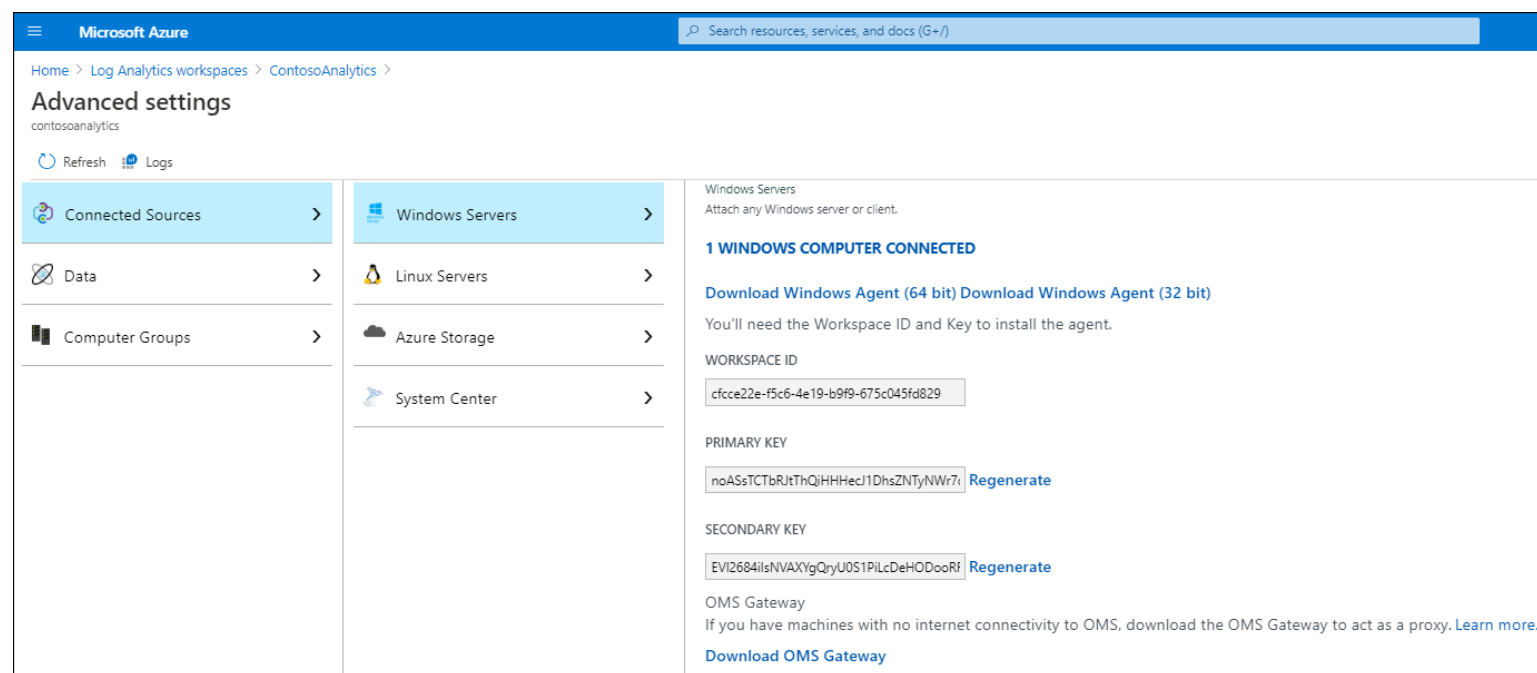 Microsoft Azure
Search resources, services, and docs (G+/)
Home > Log Analytics workspaces > ContosoAnalytics >
Advanced settings
contosoanalytics
Refresh Logs
Connected Sources
Data
Computer Groups
Windows Servers
Linux Servers
Azure Storage
System Center
Windows Servers
Attach any Windows server or client.
1 WINDOWS COMPUTER CONNECTED
Download Windows Agent (64 bit) Download Windows Agent (32 bit)
You'll need the Workspace ID and Key to install the agent.
WORKSPACE ID
cfcce22e-f5c6-4e19-b9f9-675c045fd829
PRIMARY KEY
Regenerate
SECONDARY KEY
Regenerate
OMS Gateway
If you have machines with no internet connectivity to OMS, download the OMS Gateway to act as a proxy. Learn more.
Download OMS Gateway